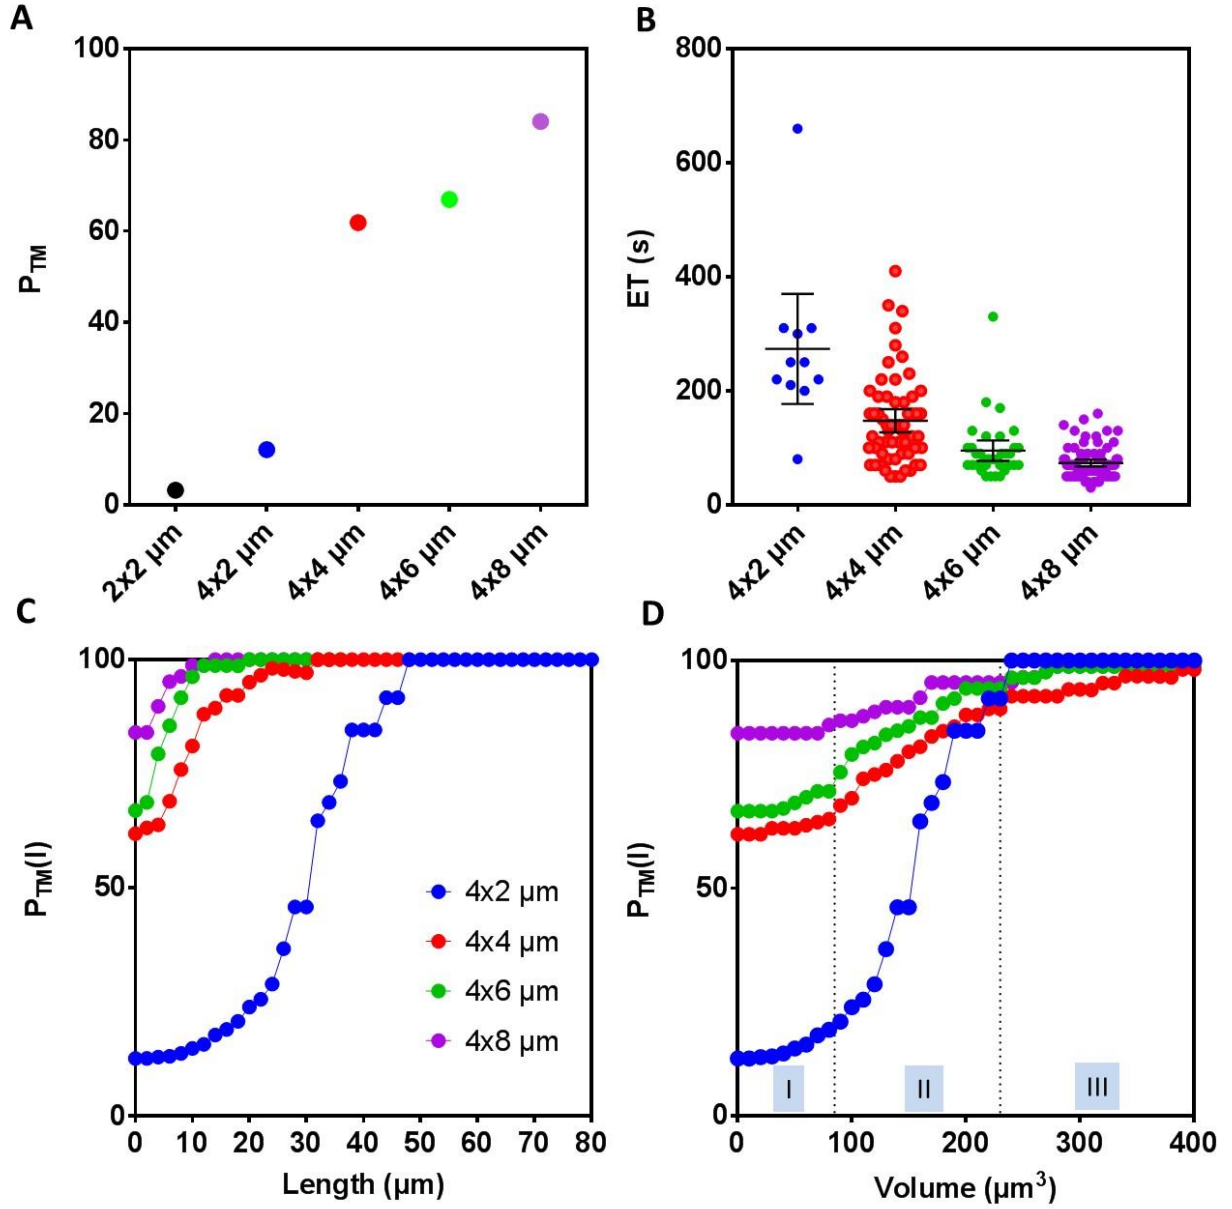 A
100
80
60
40
20
0
P_TM
2x2 µm
4x2 µm
4x4 µm
4x6 µm
4x8 µm
B
800
600
400
200
0
ET (s)
4x2 µm
4x4 µm
4x6 µm
4x8 µm
C
100
50
0
P_TM(l)
4x2 µm
4x4 µm
4x6 µm
4x8 µm
0 10 20 30 40 50 60 70 80
Length (µm)
D
100
50
0
P_TM(l)
I II III
0 100 200 300 400
Volume (µm³)